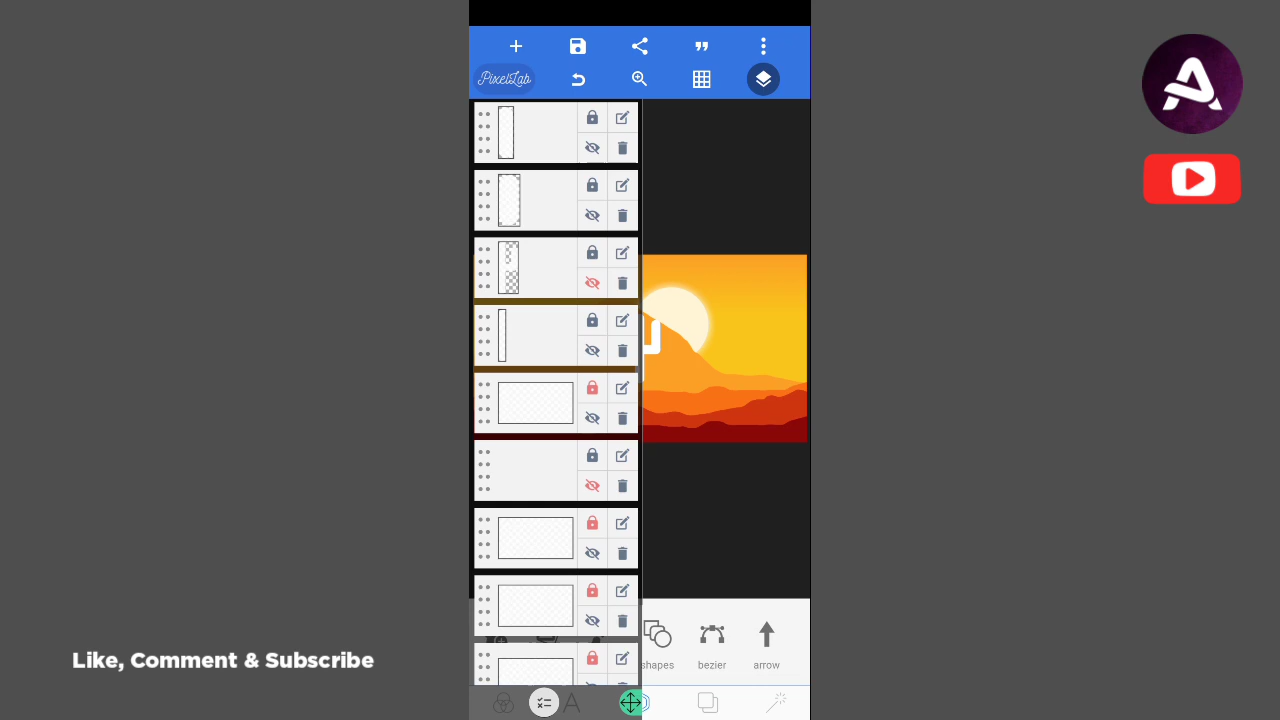 PixelLab
shapes
bezier
arrow
Like, Comment & Subscribe